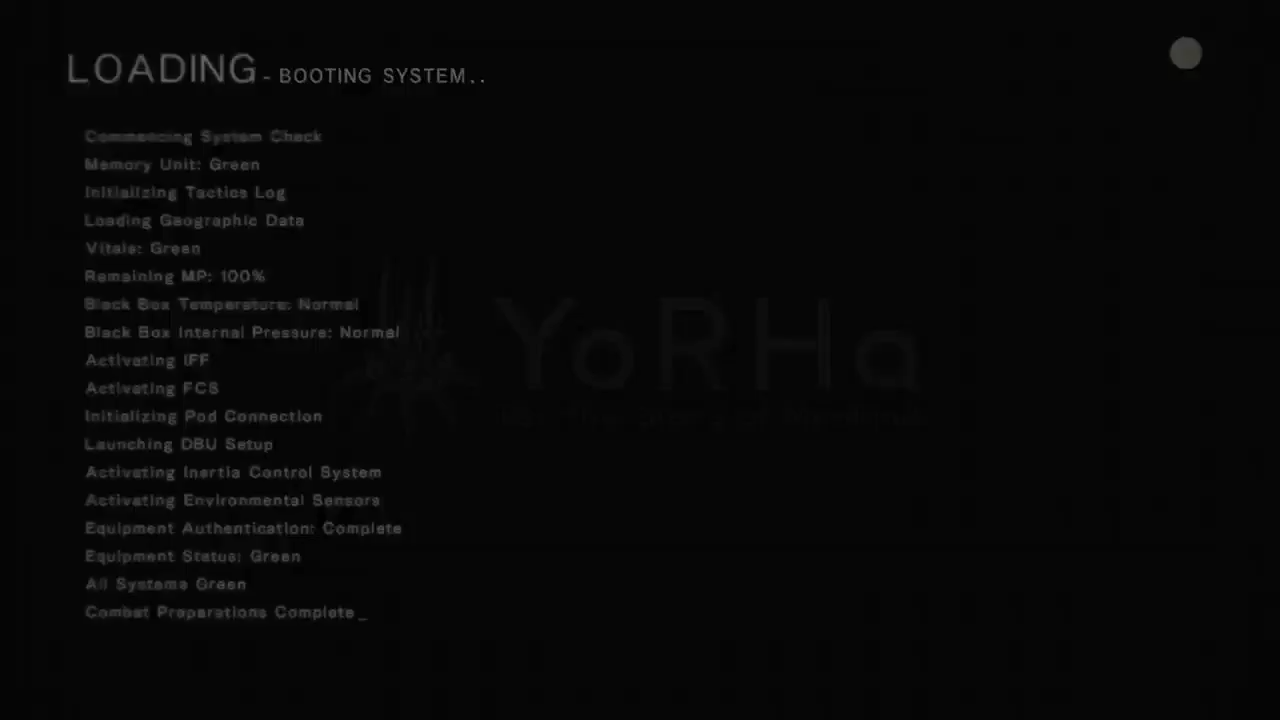 LOADING - BOOTING SYSTEM..
Commencing System Check
Memory Unit: Green
Initializing Tactics Log
Loading Geographic Data
Vitals: Green
Remaining MP: 100%
Black Box Temperature: Normal
Black Box Internal Pressure: Normal
YoRHa
Activating IFF
Activating FCS
Initializing Pod Connection
Launching DBU Setup
Activating Inertia Control System
Activating Environmental Sensors
Equipment Authentication: Complete
Equipment Status: Green
All Systems Green
Combat Preparations Complete _